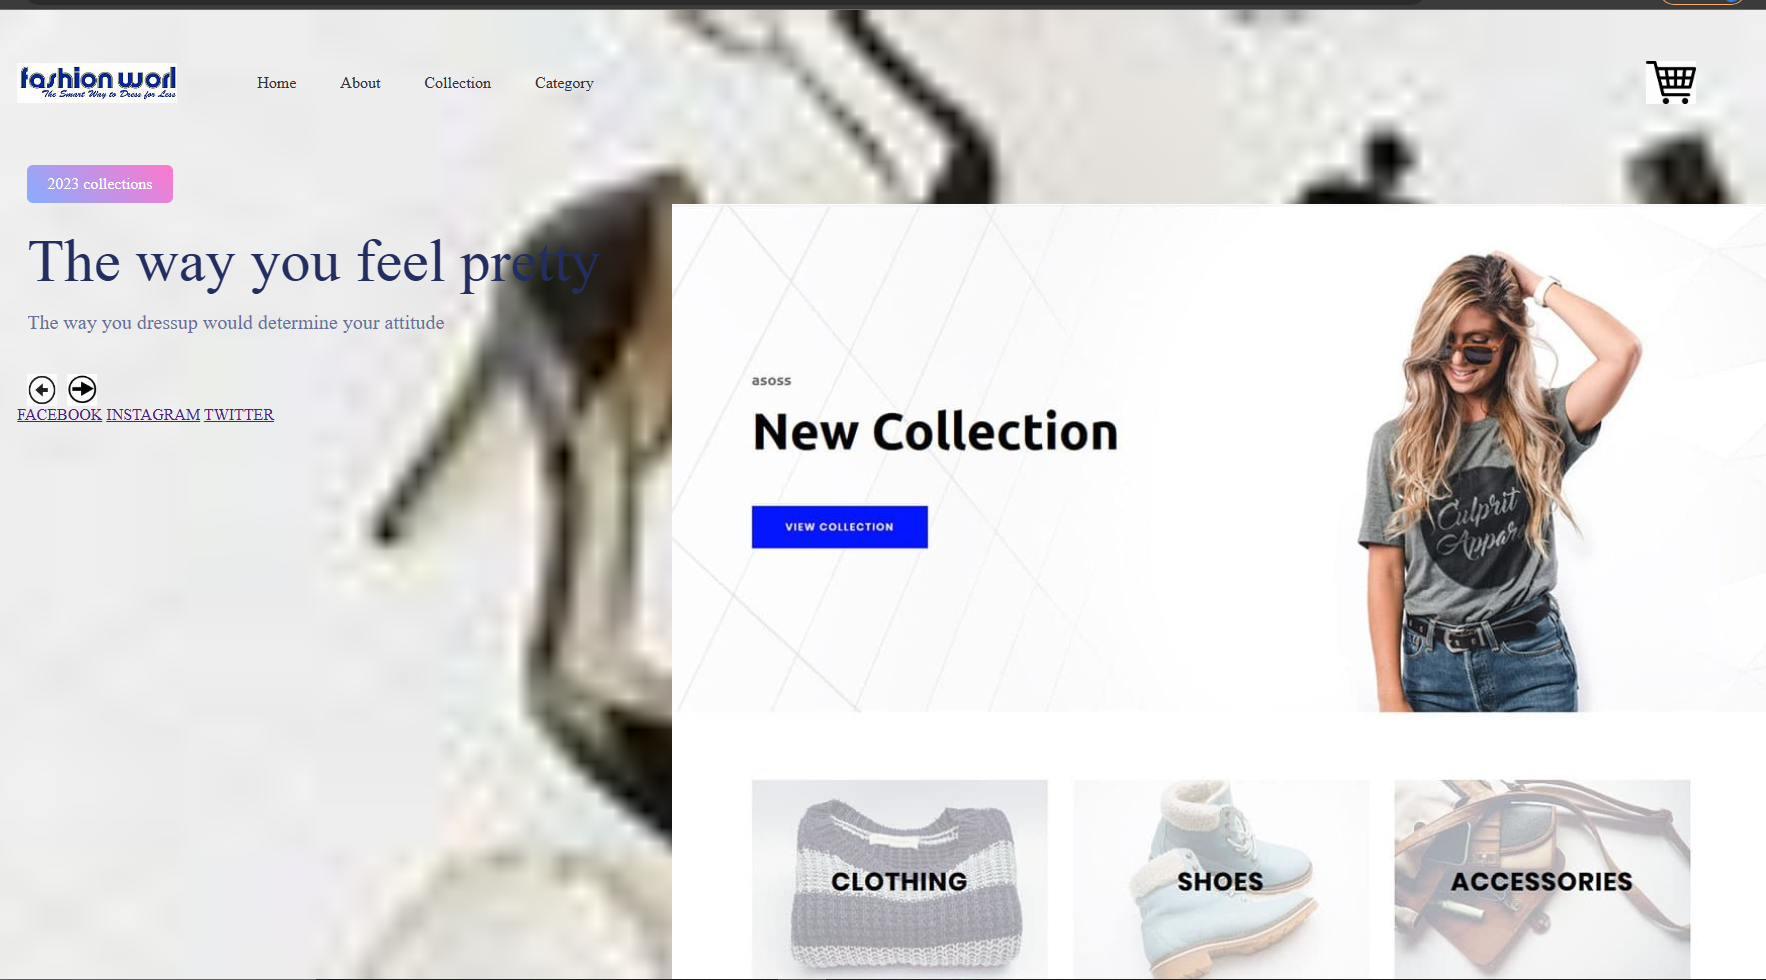 fashion worl
The Smart Way to Dress for Less
Home About Collection Category
2023 collections
The way you feel pretty
The way you dressup would determine your attitude
FACEBOOK INSTAGRAM TWITTER
asoss
New Collection
VIEW COLLECTION
Culprit
Appar
CLOTHING
SHOES
ACCESSORIES